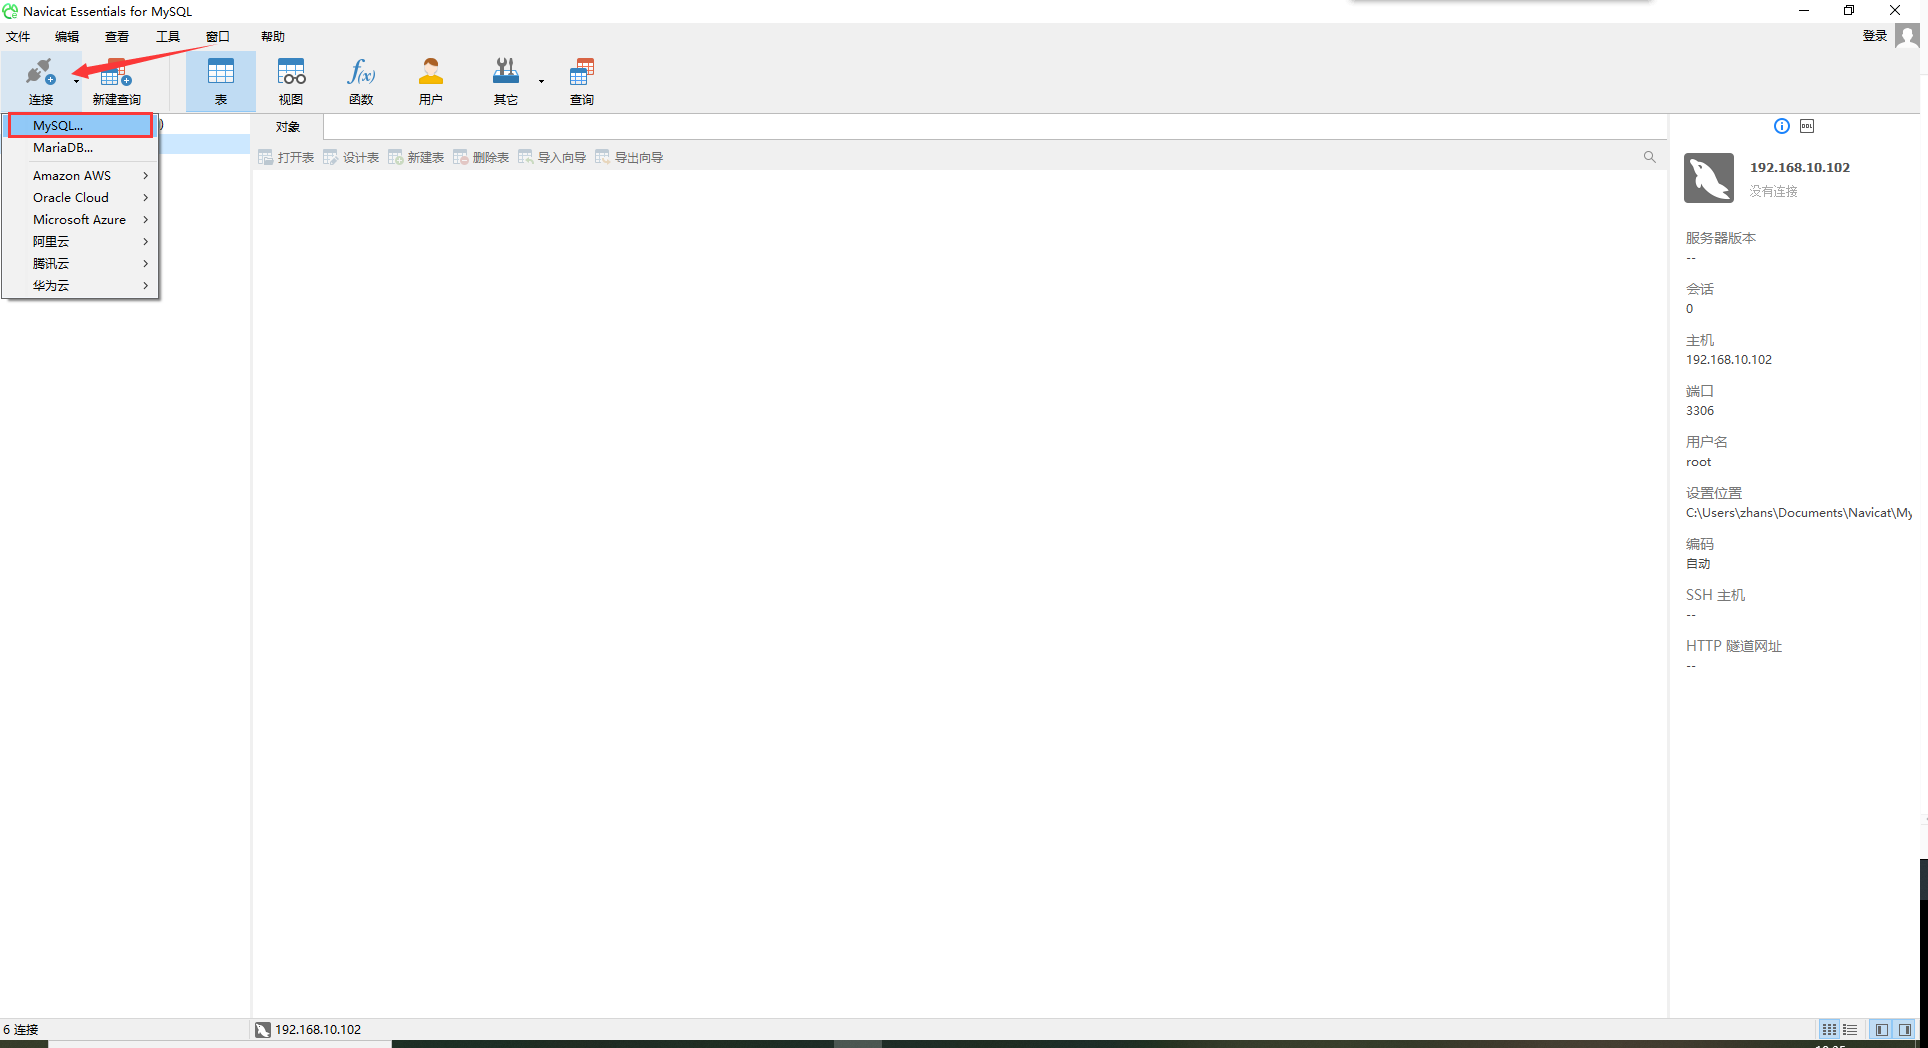 Navicat Essentials for MySQL
文件 编辑 查看 工具 窗口 帮助 登录
连接 新建查询 表 视图 函数 用户 其它 查询
MySQL...
MariaDB...
Amazon AWS
Oracle Cloud
Microsoft Azure
阿里云
腾讯云
华为云
对象
打开表 设计表 新建表 删除表 导入向导 导出向导
192.168.10.102
没有连接
服务器版本
--
会话
0
主机
192.168.10.102
端口
3306
用户名
root
设置位置
C:\Users\zhans\Documents\Navicat\My
编码
自动
SSH 主机
--
HTTP 隧道网址
--
6 连接 192.168.10.102